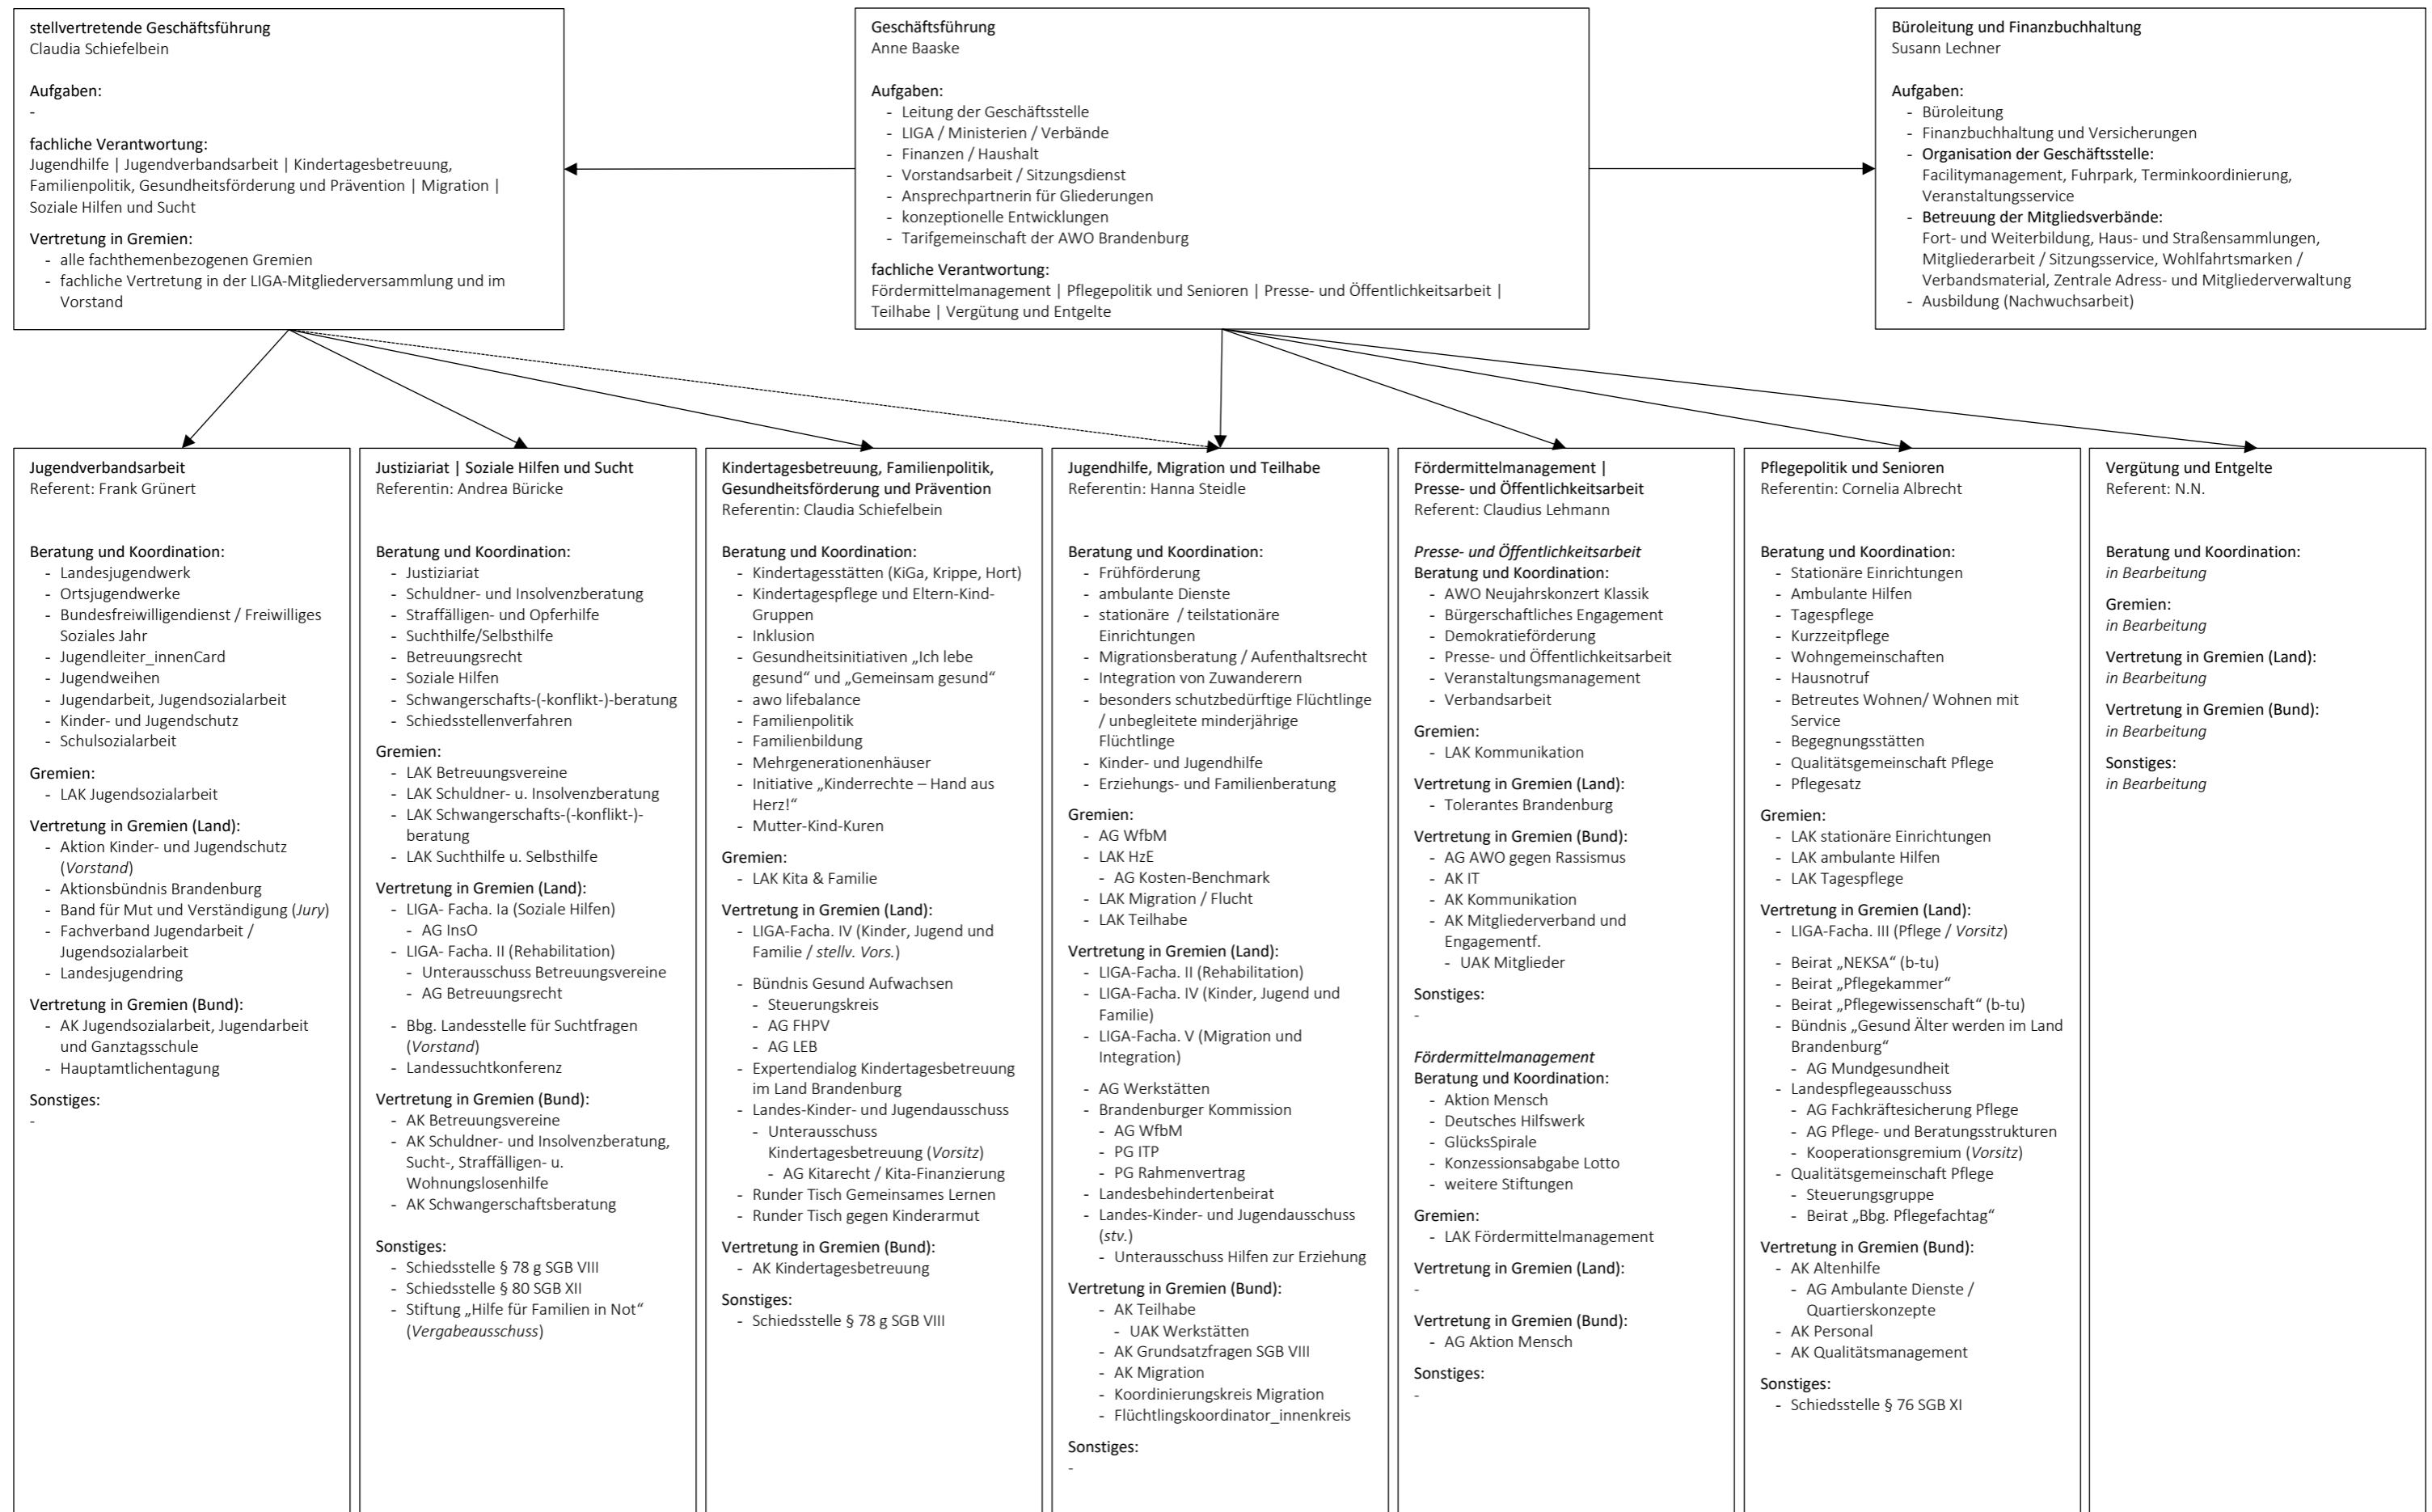 stellvertretende Geschäftsführung
Claudia Schiefelbein
Aufgaben:
-
fachliche Verantwortung:
Jugendhilfe | Jugendverbandsarbeit | Kindertagesbetreuung,
Familienpolitik, Gesundheitsförderung und Prävention | Migration |
Soziale Hilfen und Sucht
Vertretung in Gremien:
- alle fachthemenbezogenen Gremien
- fachliche Vertretung in der LIGA-Mitgliederversammlung und im
Vorstand
Geschäftsführung
Anne Baaske
Aufgaben:
- Leitung der Geschäftsstelle
- LIGA / Ministerien / Verbände
- Finanzen / Haushalt
- Vorstandsarbeit / Sitzungsdienst
- Ansprechpartnerin für Gliederungen
- konzeptionelle Entwicklungen
- Tarifgemeinschaft der AWO Brandenburg
fachliche Verantwortung:
Fördermittelmanagement | Pflegepolitik und Senioren | Presse- und Öffentlichkeitsarbeit |
Teilhabe | Vergütung und Entgelte
Büroleitung und Finanzbuchhaltung
Susann Lechner
Aufgaben:
- Büroleitung
- Finanzbuchhaltung und Versicherungen
- Organisation der Geschäftsstelle:
Facilitymanagement, Fuhrpark, Terminkoordinierung,
Veranstaltungsservice
- Betreuung der Mitgliedsverbände:
Fort- und Weiterbildung, Haus- und Straßensammlungen,
Mitgliederarbeit / Sitzungsservice, Wohlfahrtsmarken /
Verbandsmaterial, Zentrale Adress- und Mitgliederverwaltung
- Ausbildung (Nachwuchsarbeit)
Jugendverbandsarbeit
Referent: Frank Grünert
Beratung und Koordination:
- Landesjugendwerk
- Ortsjugendwerke
- Bundesfreiwilligendienst / Freiwilliges
Soziales Jahr
- Jugendleiter_innenCard
- Jugendweihen
- Jugendarbeit, Jugendsozialarbeit
- Kinder- und Jugendschutz
- Schulsozialarbeit
Gremien:
- LAK Jugendsozialarbeit
Vertretung in Gremien (Land):
- Aktion Kinder- und Jugendschutz
(Vorstand)
- Aktionsbündnis Brandenburg
- Band für Mut und Verständigung (Jury)
- Fachverband Jugendarbeit /
Jugendsozialarbeit
- Landesjugendring
Vertretung in Gremien (Bund):
- AK Jugendsozialarbeit, Jugendarbeit
und Ganztagsschule
- Hauptamtlichentagung
Sonstiges:
-
Justiziariat | Soziale Hilfen und Sucht
Referentin: Andrea Büricke
Beratung und Koordination:
- Justiziariat
- Schuldner- und Insolvenzberatung
- Straffälligen- und Opferhilfe
- Suchthilfe/Selbsthilfe
- Betreuungsrecht
- Soziale Hilfen
- Schwangerschafts-(-konflikt-)-beratung
- Schiedsstellenverfahren
Gremien:
- LAK Betreuungsvereine
- LAK Schuldner- u. Insolvenzberatung
- LAK Schwangerschafts-(-konflikt-)-
beratung
- LAK Suchthilfe u. Selbsthilfe
Vertretung in Gremien (Land):
- LIGA- Facha. Ia (Soziale Hilfen)
- AG InsO
- LIGA- Facha. II (Rehabilitation)
- Unterausschuss Betreuungsvereine
- AG Betreuungsrecht
- Bbg. Landesstelle für Suchtfragen
(Vorstand)
- Landessuchtkonferenz
Vertretung in Gremien (Bund):
- AK Betreuungsvereine
- AK Schuldner- und Insolvenzberatung,
Sucht-, Straffälligen- u.
Wohnungslosenhilfe
- AK Schwangerschaftsberatung
Sonstiges:
- Schiedsstelle § 78 g SGB VIII
- Schiedsstelle § 80 SGB XII
- Stiftung „Hilfe für Familien in Not“
(Vergabeausschuss)
Kindertagesbetreuung, Familienpolitik,
Gesundheitsförderung und Prävention
Referentin: Claudia Schiefelbein
Beratung und Koordination:
- Kindertagesstätten (KiGa, Krippe, Hort)
- Kindertagespflege und Eltern-Kind-
Gruppen
- Inklusion
- Gesundheitsinitiativen „Ich lebe
gesund“ und „Gemeinsam gesund“
- awo lifebalance
- Familienpolitik
- Familienbildung
- Mehrgenerationenhäuser
- Initiative „Kinderrechte – Hand aus
Herz!“
- Mutter-Kind-Kuren
Gremien:
- LAK Kita & Familie
Vertretung in Gremien (Land):
- LIGA-Facha. IV (Kinder, Jugend und
Familie / stellv. Vors.)
- Bündnis Gesund Aufwachsen
- Steuerungskreis
- AG FHPV
- AG LEB
- Expertendialog Kindertagesbetreuung
im Land Brandenburg
- Landes-Kinder- und Jugendausschuss
- Unterausschuss
Kindertagesbetreuung (Vorsitz)
- AG Kitarecht / Kita-Finanzierung
- Runder Tisch Gemeinsames Lernen
- Runder Tisch gegen Kinderarmut
Vertretung in Gremien (Bund):
- AK Kindertagesbetreuung
Sonstiges:
- Schiedsstelle § 78 g SGB VIII
Jugendhilfe, Migration und Teilhabe
Referentin: Hanna Steidle
Beratung und Koordination:
- Frühförderung
- ambulante Dienste
- stationäre / teilstationäre
Einrichtungen
- Migrationsberatung / Aufenthaltsrecht
- Integration von Zuwanderern
- besonders schutzbedürftige Flüchtlinge
/ unbegleitete minderjährige
Flüchtlinge
- Kinder- und Jugendhilfe
- Erziehungs- und Familienberatung
Gremien:
- AG WfbM
- LAK HzE
- AG Kosten-Benchmark
- LAK Migration / Flucht
- LAK Teilhabe
Vertretung in Gremien (Land):
- LIGA-Facha. II (Rehabilitation)
- LIGA-Facha. IV (Kinder, Jugend und
Familie)
- LIGA-Facha. V (Migration und
Integration)
- AG Werkstätten
- Brandenburger Kommission
- AG WfbM
- PG ITP
- PG Rahmenvertrag
- Landesbehindertenbeirat
- Landes-Kinder- und Jugendausschuss
(stv.)
- Unterausschuss Hilfen zur Erziehung
Vertretung in Gremien (Bund):
- AK Teilhabe
- UAK Werkstätten
- AK Grundsatzfragen SGB VIII
- AK Migration
- Koordinierungskreis Migration
- Flüchtlingskoordinator_innenkreis
Sonstiges:
-
Fördermittelmanagement |
Presse- und Öffentlichkeitsarbeit
Referent: Claudius Lehmann
Presse- und Öffentlichkeitsarbeit
Beratung und Koordination:
- AWO Neujahrskonzert Klassik
- Bürgerschaftliches Engagement
- Demokratieförderung
- Presse- und Öffentlichkeitsarbeit
- Veranstaltungsmanagement
- Verbandsarbeit
Gremien:
- LAK Kommunikation
Vertretung in Gremien (Land):
- Tolerantes Brandenburg
Vertretung in Gremien (Bund):
- AG AWO gegen Rassismus
- AK IT
- AK Kommunikation
- AK Mitgliederverband und
Engagementf.
- UAK Mitglieder
Sonstiges:
-
Fördermittelmanagement
Beratung und Koordination:
- Aktion Mensch
- Deutsches Hilfswerk
- GlücksSpirale
- Konzessionsabgabe Lotto
- weitere Stiftungen
Gremien:
- LAK Fördermittelmanagement
Vertretung in Gremien (Land):
-
Vertretung in Gremien (Bund):
- AG Aktion Mensch
Sonstiges:
-
Pflegepolitik und Senioren
Referentin: Cornelia Albrecht
Beratung und Koordination:
- Stationäre Einrichtungen
- Ambulante Hilfen
- Tagespflege
- Kurzzeitpflege
- Wohngemeinschaften
- Hausnotruf
- Betreutes Wohnen/ Wohnen mit
Service
- Begegnungsstätten
- Qualitätsgemeinschaft Pflege
- Pflegesatz
Gremien:
- LAK stationäre Einrichtungen
- LAK ambulante Hilfen
- LAK Tagespflege
Vertretung in Gremien (Land):
- LIGA-Facha. III (Pflege / Vorsitz)
- Beirat „NEKSA“ (b-tu)
- Beirat „Pflegekammer“
- Beirat „Pflegewissenschaft“ (b-tu)
- Bündnis „Gesund Älter werden im Land
Brandenburg“
- AG Mundgesundheit
- Landespflegeausschuss
- AG Fachkräftesicherung Pflege
- AG Pflege- und Beratungsstrukturen
- Kooperationsgremium (Vorsitz)
- Qualitätsgemeinschaft Pflege
- Steuerungsgruppe
- Beirat „Bbg. Pflegefachtag“
Vertretung in Gremien (Bund):
- AK Altenhilfe
- AG Ambulante Dienste /
Quartierskonzepte
- AK Personal
- AK Qualitätsmanagement
Sonstiges:
- Schiedsstelle § 76 SGB XI
Vergütung und Entgelte
Referent: N.N.
Beratung und Koordination:
in Bearbeitung
Gremien:
in Bearbeitung
Vertretung in Gremien (Land):
in Bearbeitung
Vertretung in Gremien (Bund):
in Bearbeitung
Sonstiges:
in Bearbeitung